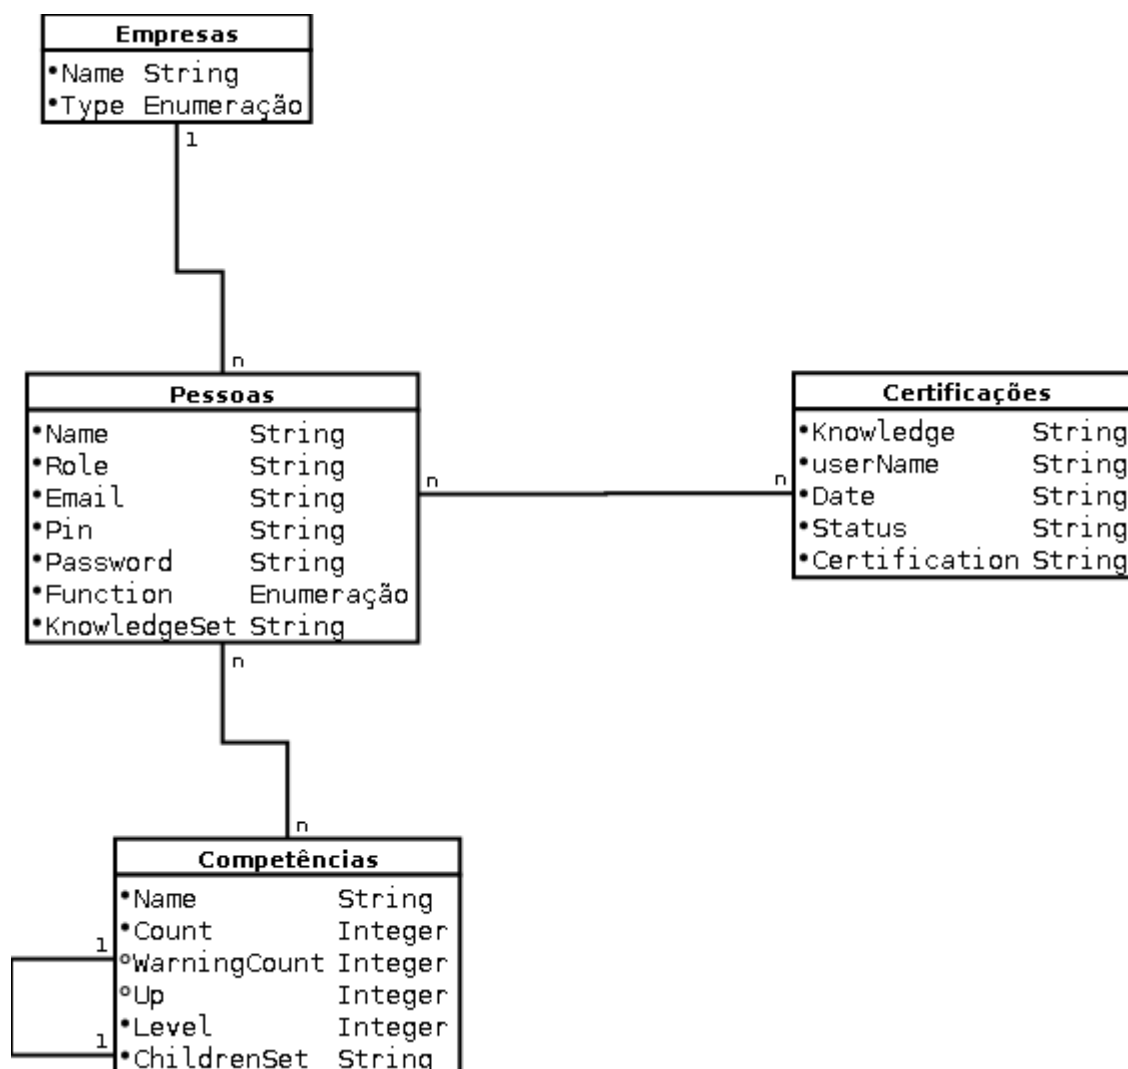 Empresas
•Name String
•Type Enumeração
1
n
Pessoas
•Name String
•Role String
•Email String
•Pin String
•Password String
•Function Enumeração
•KnowledgeSet String
n
n
Certificações
•Knowledge String
•userName String
•Date String
•Status String
•Certification String
n
n
Competências
•Name String
•Count Integer
1
°WarningCount Integer
°Up Integer
•Level Integer
1
•ChildrenSet String